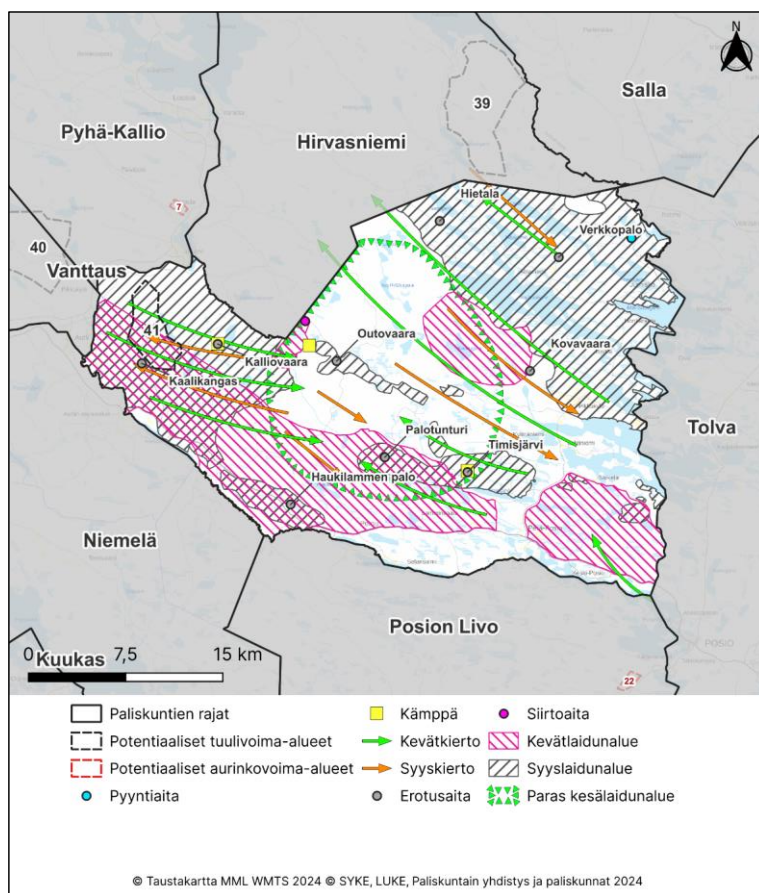 N
39
Salla
Pyhä-Kallio
Hirvasniemi
7
Hietala
Verkkopalo
40
Vanttaus
41
Outovaara
Kovavaara
Kalliovaara
Kaalikangas
Tolva
Palotunturi
Timisjärvi
Haukilammen palo
Niemelä
Posion Livo
POSIO
0 7,5 15 km
Kuukas
22
Paliskuntien rajat
Kämppä
Siirtoaita
Potentiaaliset tuulivoima-alueet
Kevätkierto
Kevätlaidunalue
Potentiaaliset aurinkovoima-alueet
Syyskierto
Syyslaidunalue
Pyyntiaita
Erotusaita
Paras kesälaidunalue
© Taustakartta MML WMTS 2024 © SYKE, LUKE, Paliskuntain yhdistys ja paliskunnat 2024